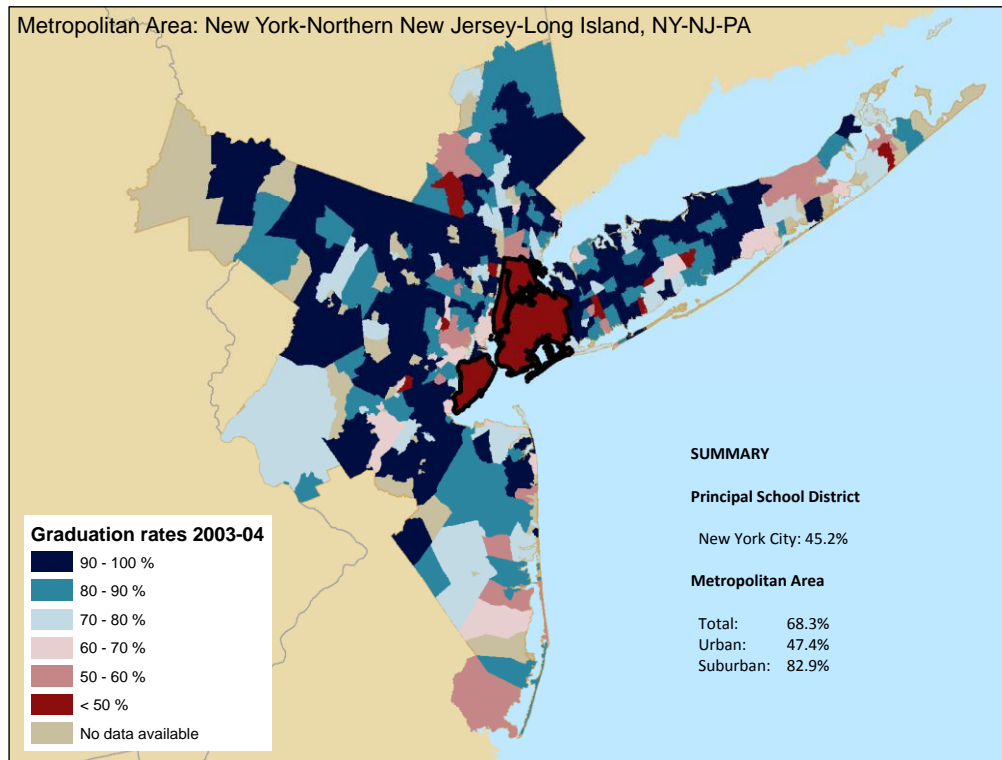 Metropolitan Area: New York-Northern New Jersey-Long Island, NY-NJ-PA
SUMMARY
Principal School District
New York City: 45.2%
Metropolitan Area
Total: 68.3%
Urban: 47.4%
Suburban: 82.9%
Graduation rates 2003-04
90 - 100 %
80 - 90 %
70 - 80 %
60 - 70 %
50 - 60 %
< 50 %
No data available